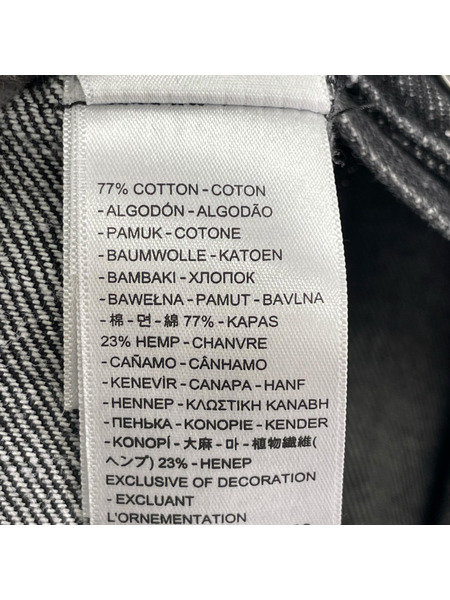 77% COTTON - COTON
- ALGODÓN - ALGODÃO
- PAMUK - COTONE
- BAUMWOLLE - KATOEN
- BAMBAKI - ХЛОПОК
- BAWEŁNA - PAMUT - BAVLNA
- 棉 - 면 - 綿 77% - KAPAS
23% HEMP - CHANVRE
- CAÑAMO - CÂNHAMO
- KENEVİR - CANAPA - HANF
- HENNEP - ΚΛΩΣΤΙΚΗ KANABH
- ПЕНЬКА - KONOPIE - KENDER
- KONOPÍ - 大麻 - 마 - 植物繊維(
ヘンプ) 23% - HENEP
EXCLUSIVE OF DECORATION
- EXCLUANT
L'ORNEMENTATION